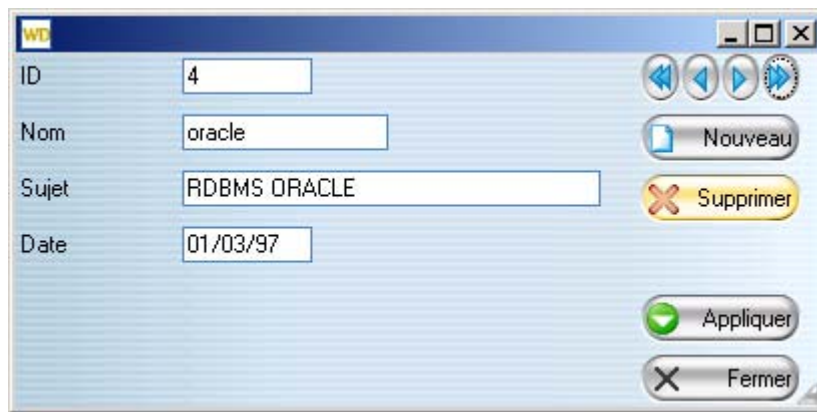 WD
ID 4
Nom oracle
Nouveau
Sujet RDBMS ORACLE
Supprimer
Date 01/03/97
Appliquer
Fermer